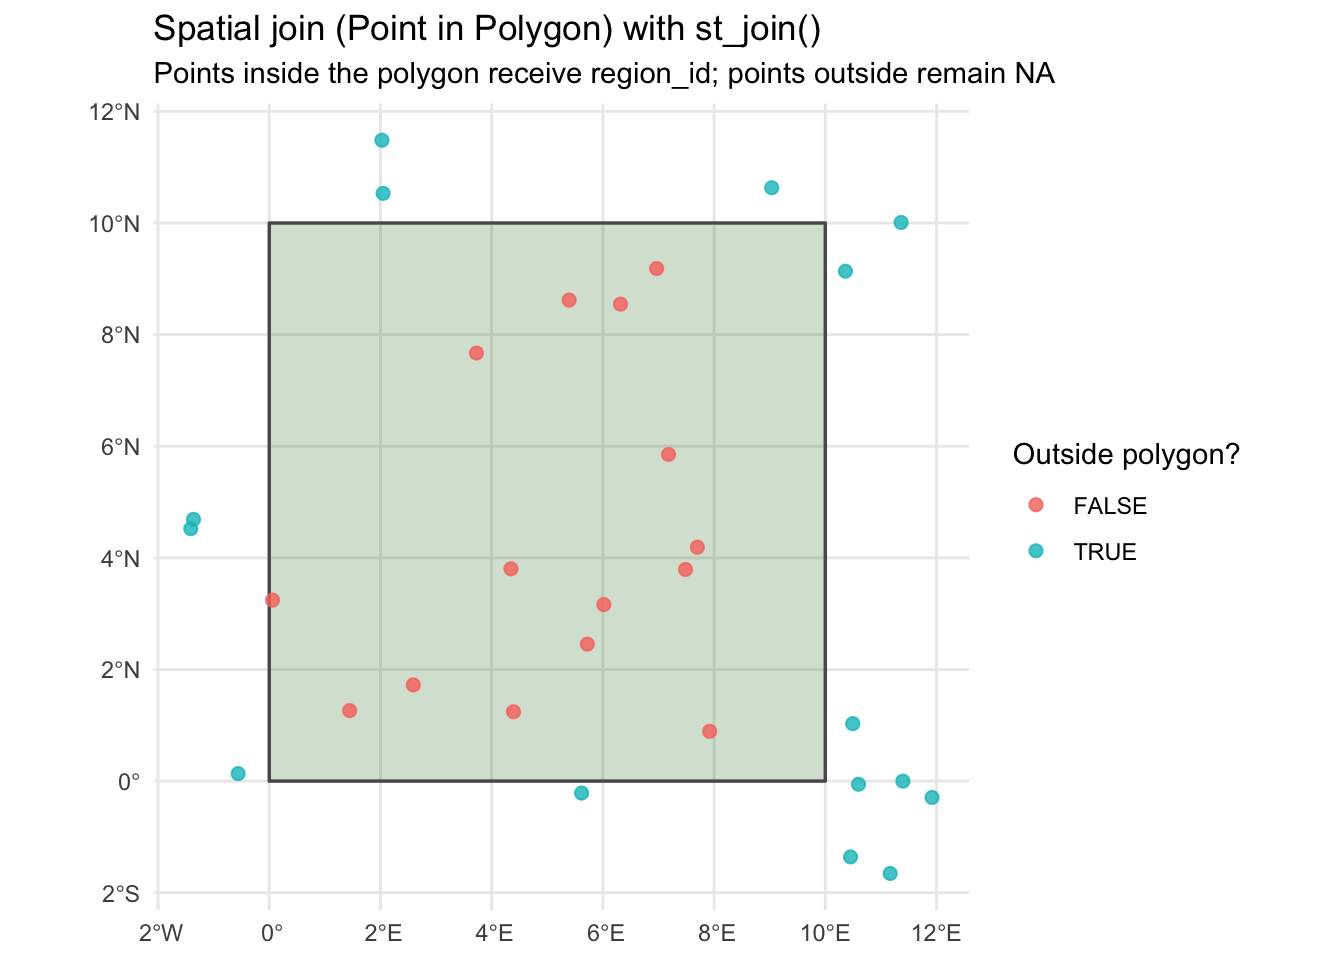 Spatial join (Point in Polygon) with st_join()
Points inside the polygon receive region_id; points outside remain NA
12°N
10°N
8°N
6°N
4°N
2°N
0°
2°S
2°W
0°
2°E
4°E
6°E
8°E
10°E
12°E
Outside polygon?
FALSE
TRUE